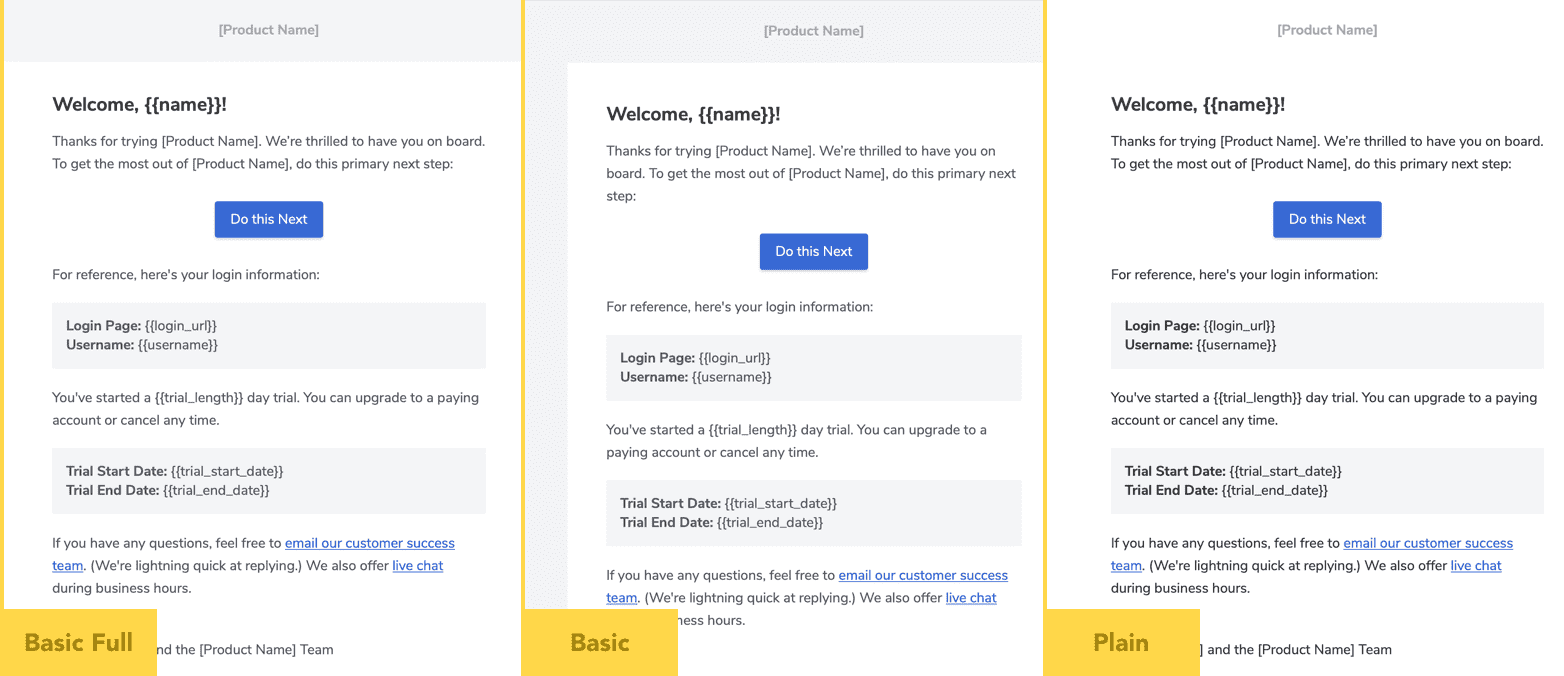 [Product Name]
Welcome, {{name}}!
Thanks for trying [Product Name]. We’re thrilled to have you on board.
To get the most out of [Product Name], do this primary next step:
Do this Next
For reference, here's your login information:
Login Page: {{login_url}}
Username: {{username}}
You've started a {{trial_length}} day trial. You can upgrade to a paying
account or cancel any time.
Trial Start Date: {{trial_start_date}}
Trial End Date: {{trial_end_date}}
If you have any questions, feel free to email our customer success
team. (We're lightning quick at replying.) We also offer live chat
during business hours.
and the [Product Name] Team
Basic Full
[Product Name]
Welcome, {{name}}!
Thanks for trying [Product Name]. We’re thrilled to have you on
board. To get the most out of [Product Name], do this primary next
step:
Do this Next
For reference, here's your login information:
Login Page: {{login_url}}
Username: {{username}}
You've started a {{trial_length}} day trial. You can upgrade to a
paying account or cancel any time.
Trial Start Date: {{trial_start_date}}
Trial End Date: {{trial_end_date}}
If you have any questions, feel free to email our customer success
team. (We're lightning quick at replying.) We also offer live chat
hours.
Basic
[Product Name]
Welcome, {{name}}!
Thanks for trying [Product Name]. We’re thrilled to have you on board.
To get the most out of [Product Name], do this primary next step:
Do this Next
For reference, here's your login information:
Login Page: {{login_url}}
Username: {{username}}
You've started a {{trial_length}} day trial. You can upgrade to a paying
account or cancel any time.
Trial Start Date: {{trial_start_date}}
Trial End Date: {{trial_end_date}}
If you have any questions, feel free to email our customer success
team. (We're lightning quick at replying.) We also offer live chat
during business hours.
] and the [Product Name] Team
Plain